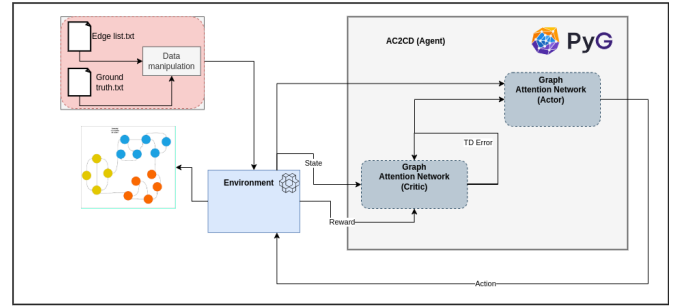 Edge list.txt
Data
manipulation
Ground
truth.txt
AC2CD (Agent)
PyG
Graph
Attention Network
(Actor)
TD Error
State
Graph
Attention Network
(Critic)
Environment
Reward
Action